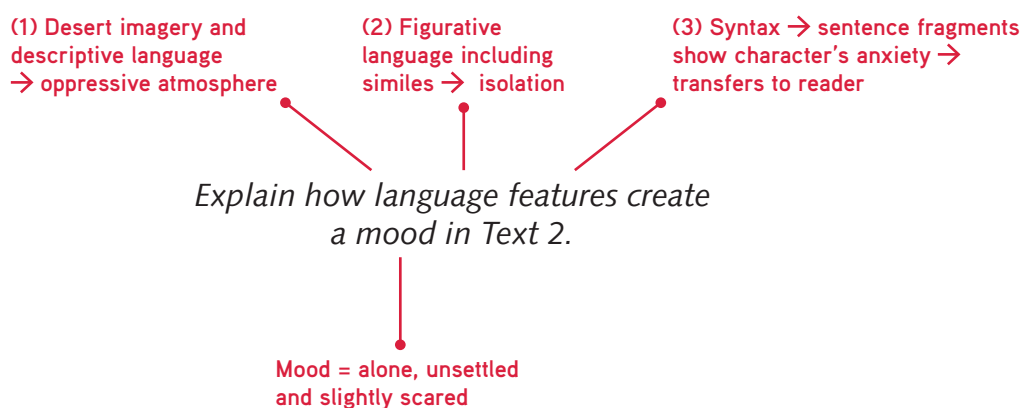 (1) Desert imagery and
descriptive language
→ oppressive atmosphere
(2) Figurative
language including
similes → isolation
(3) Syntax → sentence fragments
show character’s anxiety →
transfers to reader
Explain how language features create
a mood in Text 2.
Mood = alone, unsettled
and slightly scared